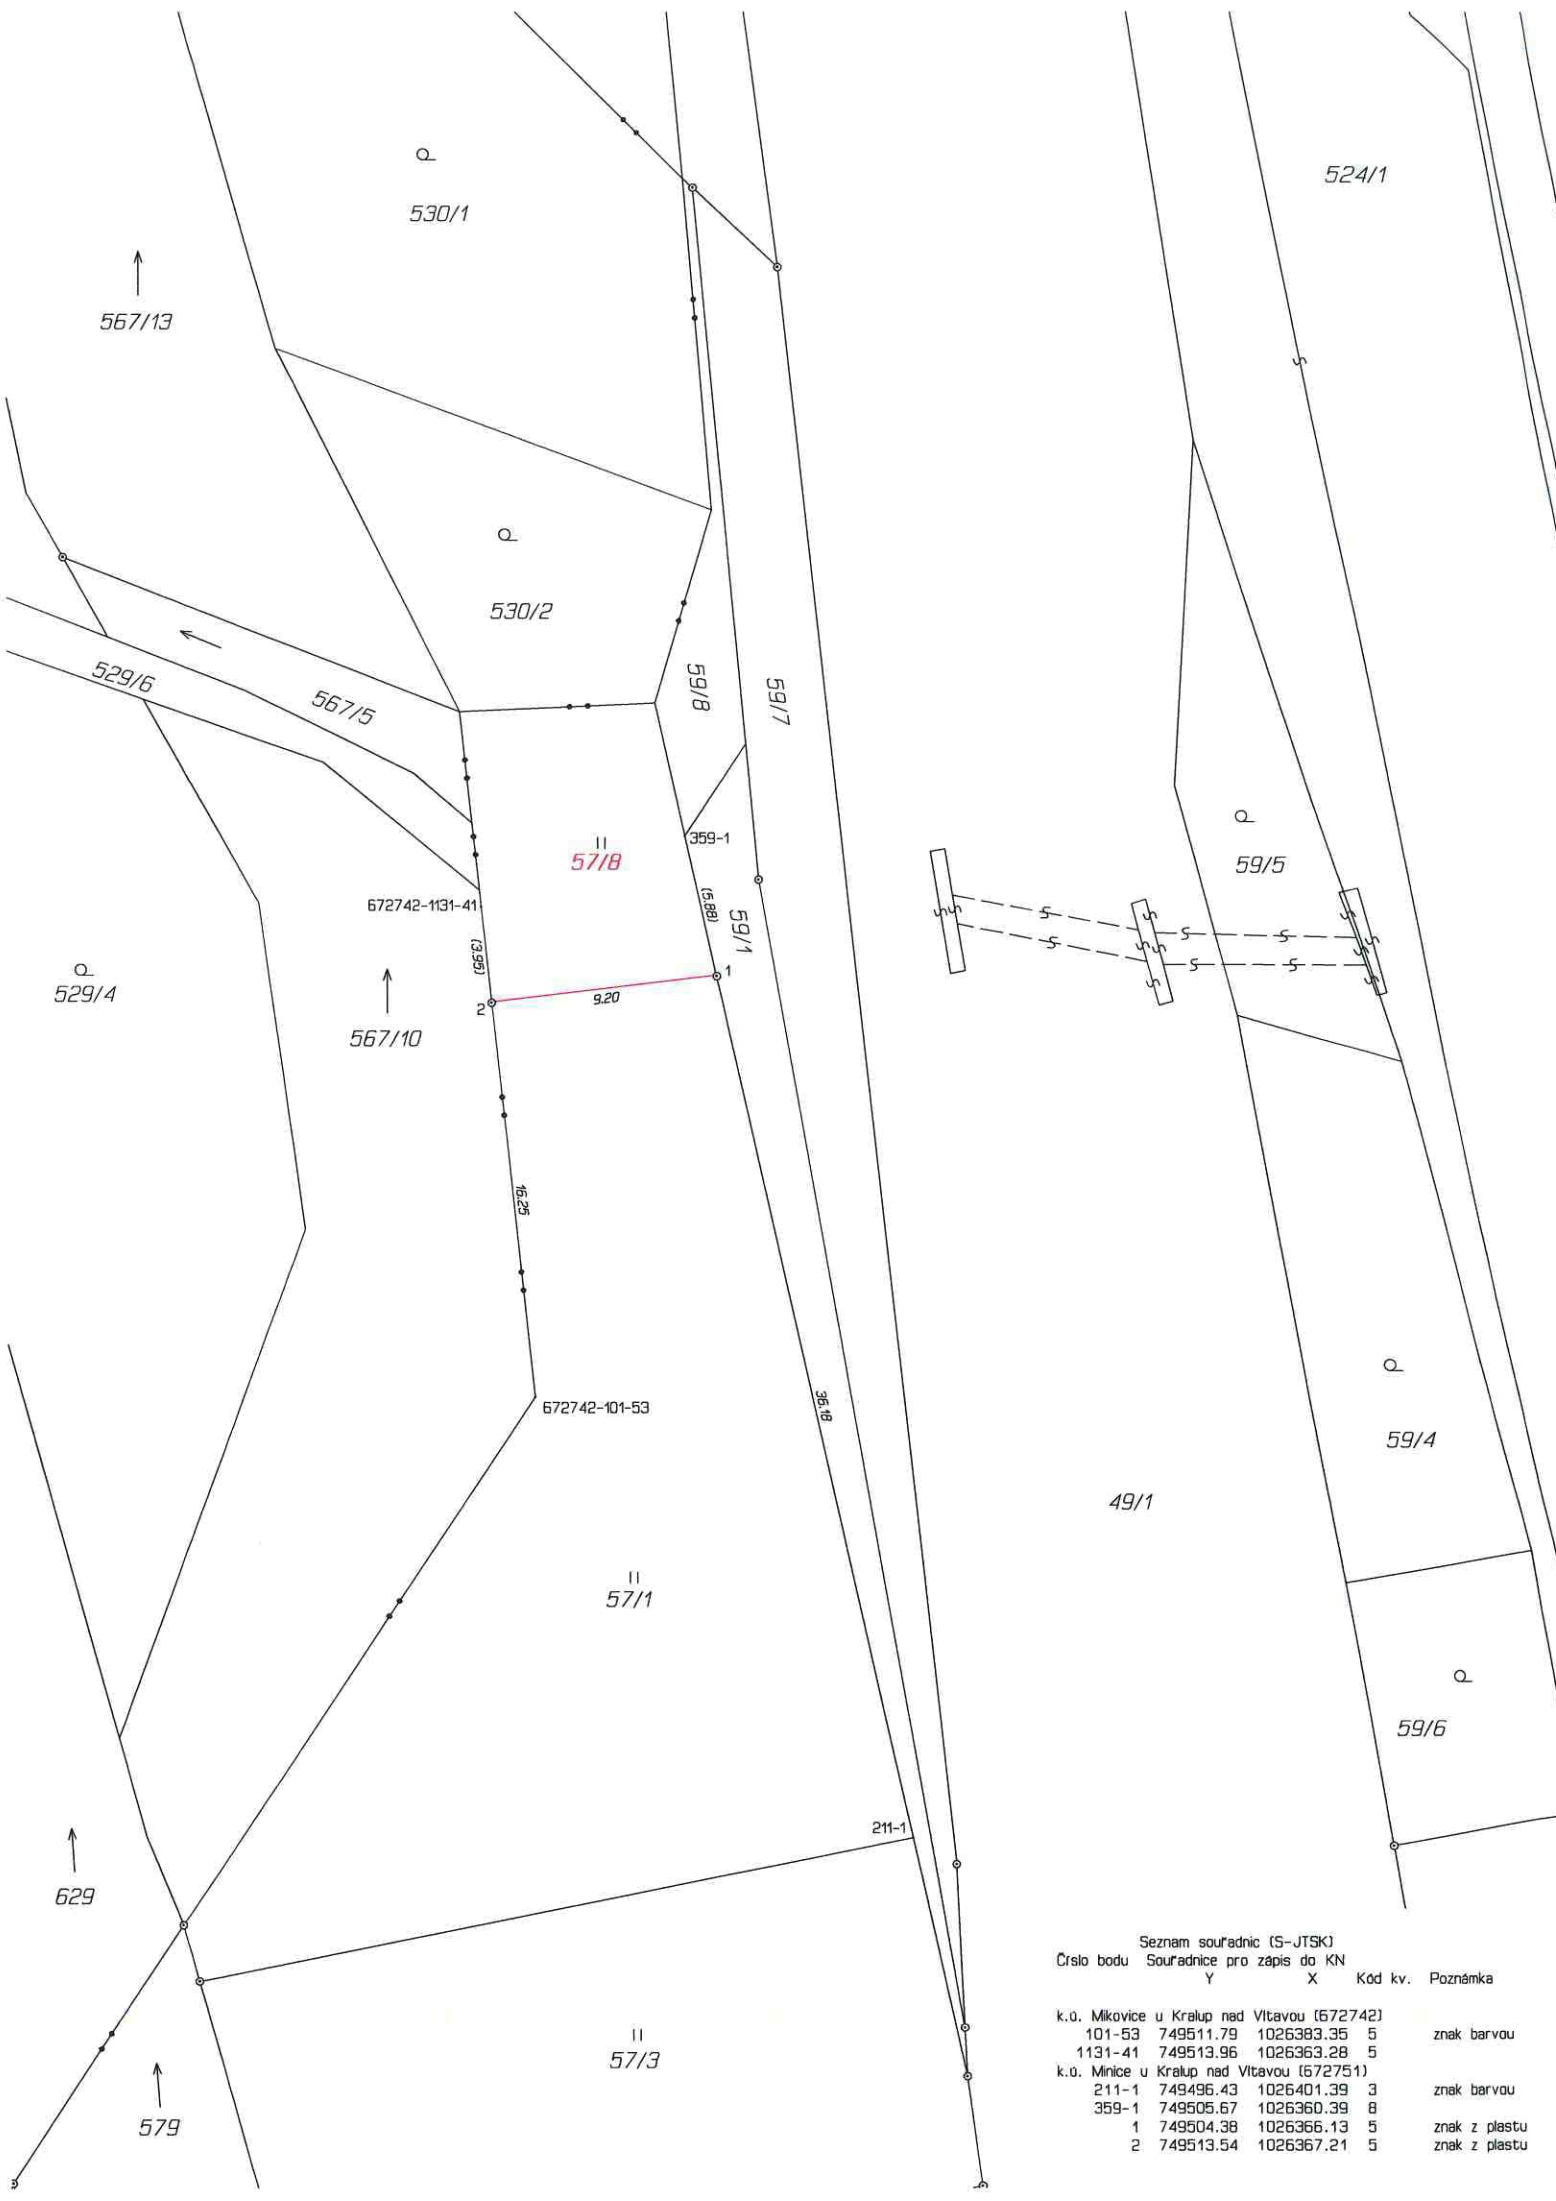 530/1
524/1
567/13
530/2
529/6
567/5
59/8
59/7
57/8
359-1
59/5
672742-1131-41
(3.95)
(5.88)
59/1
529/4
1
2
9.20
567/10
16.25
672742-101-53
36.18
59/4
49/1
57/1
59/6
211-1
629
57/3
579
Seznam souřadnic (S-JTSK)
Číslo bodu Souřadnice pro zápis do KN
Y X Kód kv. Poznámka
k.ú. Mikovice u Kralup nad Vltavou (672742)
101-53 749511.79 1026383.35 5 znak barvou
1131-41 749513.96 1026363.28 5
k.ú. Minice u Kralup nad Vltavou (672751)
211-1 749496.43 1026401.39 3 znak barvou
359-1 749505.67 1026360.39 8
1 749504.38 1026366.13 5 znak z plastu
2 749513.54 1026367.21 5 znak z plastu